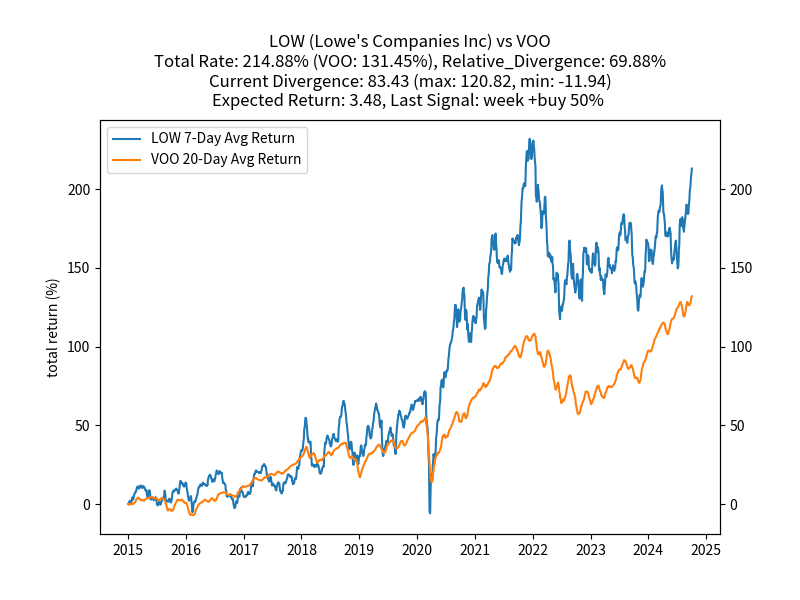 LOW (Lowe's Companies Inc) vs VOO
Total Rate: 214.88% (VOO: 131.45%), Relative_Divergence: 69.88%
Current Divergence: 83.43 (max: 120.82, min: -11.94)
Expected Return: 3.48, Last Signal: week +buy 50%
LOW 7-Day Avg Return
VOO 20-Day Avg Return
total return (%)
200
150
100
50
0
200
150
100
50
0
2015 2016 2017 2018 2019 2020 2021 2022 2023 2024 2025